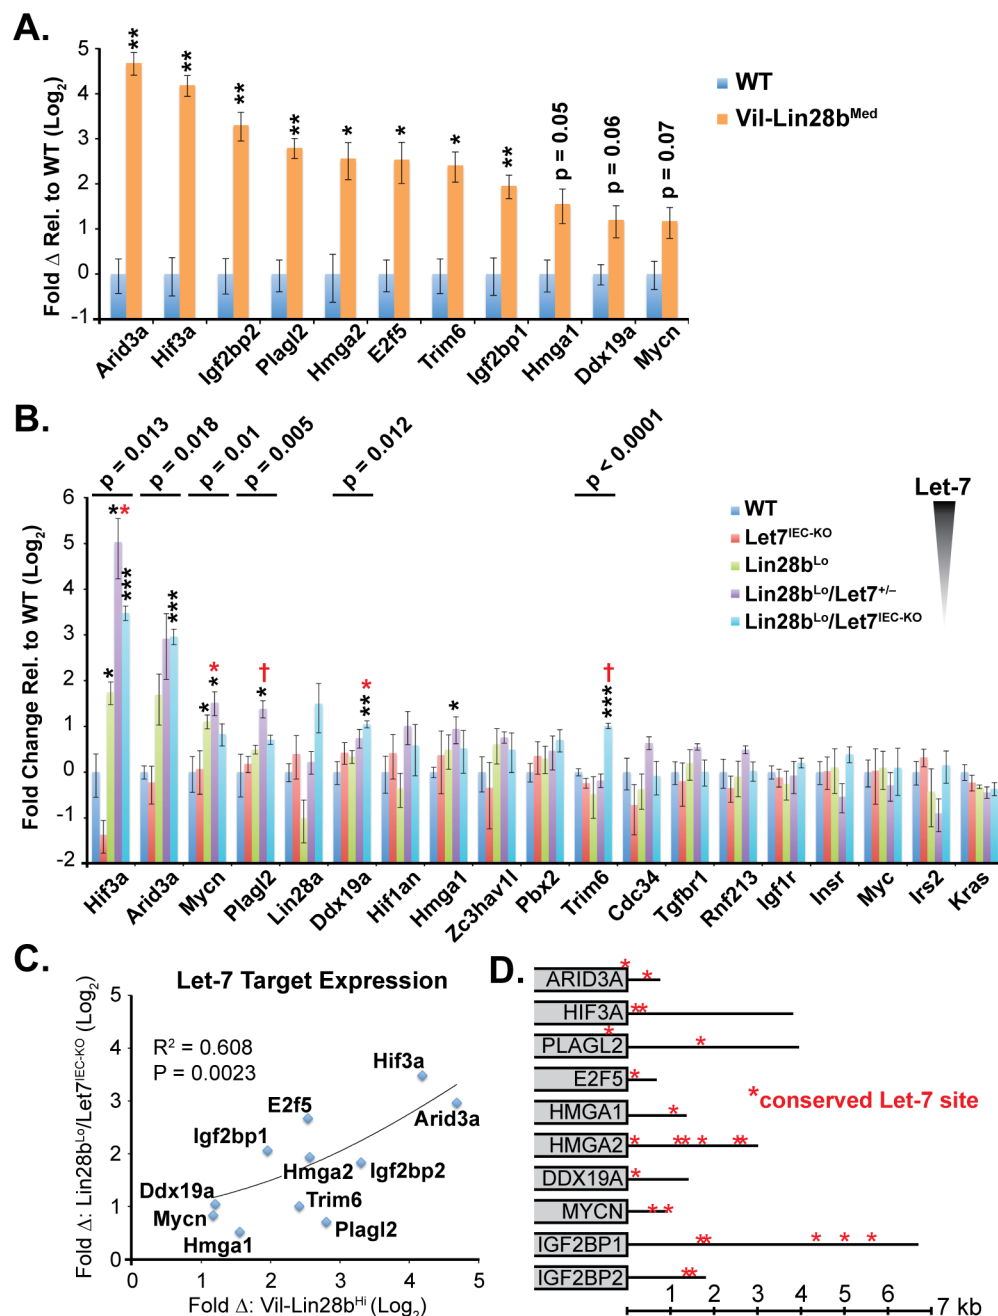 A.
Fold Δ Rel. to WT (Log2)
5
4
3
2
1
0
-1
**
**
**
**
*
*
*
**
p = 0.05
p = 0.06
p = 0.07
WT
Vil-Lin28bMed
Arid3a
Hif3a
Igf2bp2
Plagl2
Hmga2
E2f5
Trim6
Igf2bp1
Hmga1
Ddx19a
Mycn
B.
p = 0.013
p = 0.018
p = 0.01
p = 0.005
p = 0.012
p < 0.0001
Fold Change Rel. to WT (Log2)
6
5
4
3
2
1
0
-1
-2
*
**
***
***
*
*
*
*
†
**
*
*
***
†
Let-7
WT
Let7IEC-KO
Lin28bLo
Lin28bLo/Let7+/–
Lin28bLo/Let7IEC-KO
Hif3a
Arid3a
Mycn
Plagl2
Lin28a
Ddx19a
Hif1an
Hmga1
Zc3hav1l
Pbx2
Trim6
Cdc34
Tgfbr1
Rnf213
Igf1r
Insr
Myc
Irs2
Kras
C.
Let-7 Target Expression
Fold Δ: Lin28bLo/Let7IEC-KO (Log2)
5
4
3
2
1
0
R2 = 0.608
P = 0.0023
Hif3a
Arid3a
E2f5
Igf2bp1
Hmga2
Igf2bp2
Ddx19a
Mycn
Hmga1
Trim6
Plagl2
0 1 2 3 4 5
Fold Δ: Vil-Lin28bHi (Log2)
D.
ARID3A * *
HIF3A **
PLAGL2 * *
E2F5 *
HMGA1 *
*conserved Let-7 site
HMGA2 * ** * **
DDX19A *
MYCN * *
IGF2BP1 ** * * *
IGF2BP2 **
1 2 3 4 5 6 7 kb